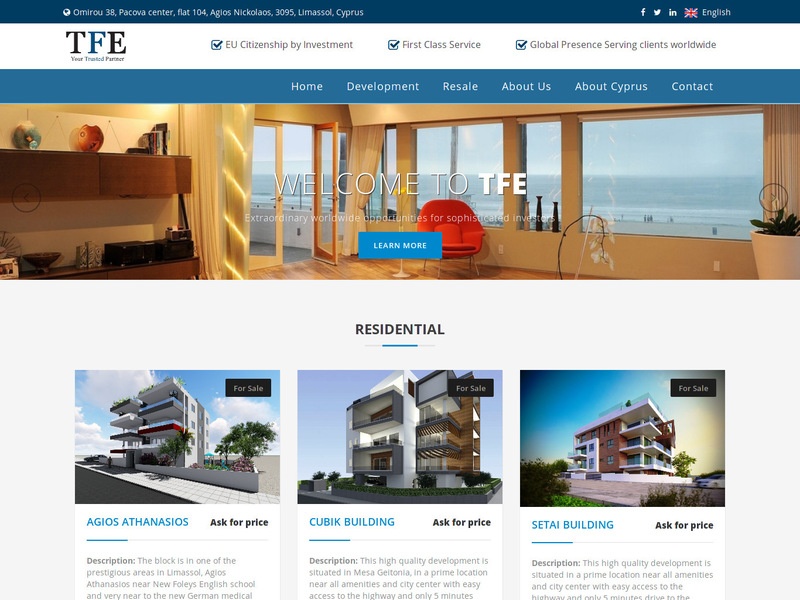 Omirou 38, Pacova center, flat 104, Agios Nickolaos, 3095, Limassol, Cyprus
English
TFE
Your Trusted Partner
EU Citizenship by Investment
First Class Service
Global Presence Serving clients worldwide
Home
Development
Resale
About Us
About Cyprus
Contact
WELCOME TO TFE
Extraordinary worldwide opportunities for sophisticated investors !
LEARN MORE
RESIDENTIAL
For Sale
For Sale
For Sale
AGIOS ATHANASIOS
Ask for price
Description: The block is in one of the
prestigious areas in Limassol, Agios
Athanasios near New Foleys English school
and very near to the new German medical
CUBIK BUILDING
Ask for price
Description: This high quality development is
situated in Mesa Geitonia, in a prime location
near all amenities and city center with easy
access to the highway and only 5 minutes
SETAI BUILDING
Ask for price
Description: This high quality development is
situated in a prime location near all amenities
and city center with easy access to the
highway and only 5 minutes drive to the